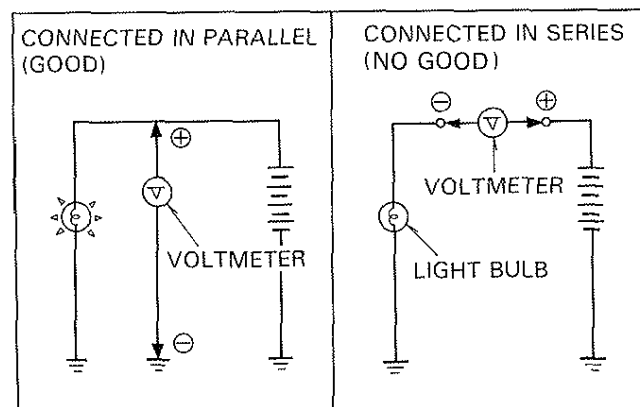 CONNECTED IN PARALLEL
(GOOD)
⊕
V
VOLTMETER
⊖
CONNECTED IN SERIES
(NO GOOD)
⊖
⊕
V
VOLTMETER
LIGHT BULB